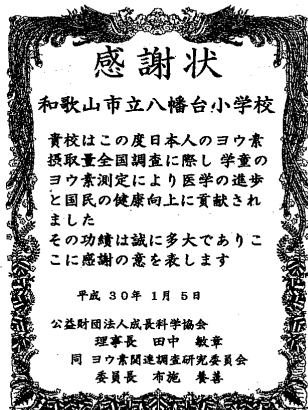 感謝状
和歌山市立八幡台小学校
貴校はこの度日本人のヨウ素
摂取量全国調査に際し 学童の
ヨウ素測定により医学の進歩
と国民の健康向上に貢献され
ました
その功績は誠に多大でありこ
こに感謝の意を表します
平成 30年 1月 5日
公益財団法人成長科学協会
理事長 田中 敏章
同 ヨウ素関連調査研究委員会
委員長 布施 養善